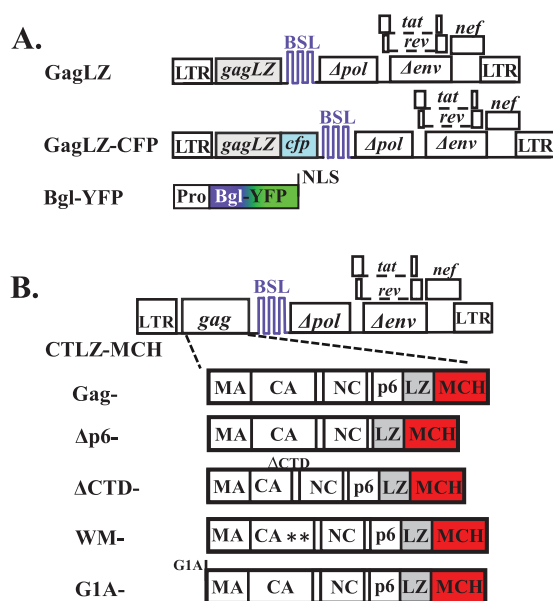 A.
BSL tat rev nef
GagLZ LTR gagLZ Δpol Δenv LTR
BSL tat rev nef
GagLZ-CFP LTR gagLZ cfp Δpol Δenv LTR
NLS
Bgl-YFP Pro Bgl-YFP
B.
BSL tat rev nef
LTR gag Δpol Δenv LTR
CTLZ-MCH
Gag- MA CA NC p6 LZ MCH
Δp6- MA CA NC LZ MCH
ΔCTD
ΔCTD- MA CA NC p6 LZ MCH
WM- MA CA ** NC p6 LZ MCH
G1A
G1A- MA CA NC p6 LZ MCH